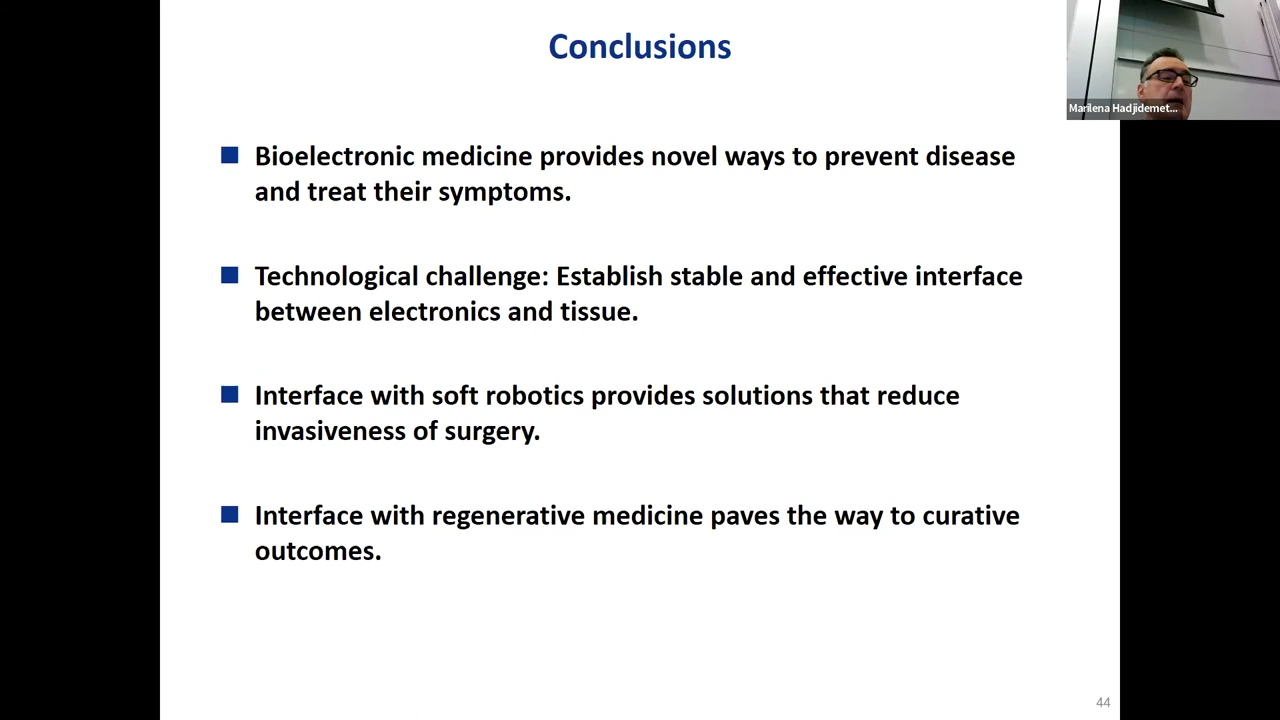 Conclusions
Marilena Hadjidemet...
Bioelectronic medicine provides novel ways to prevent disease
and treat their symptoms.
Technological challenge: Establish stable and effective interface
between electronics and tissue.
Interface with soft robotics provides solutions that reduce
invasiveness of surgery.
Interface with regenerative medicine paves the way to curative
outcomes.
44